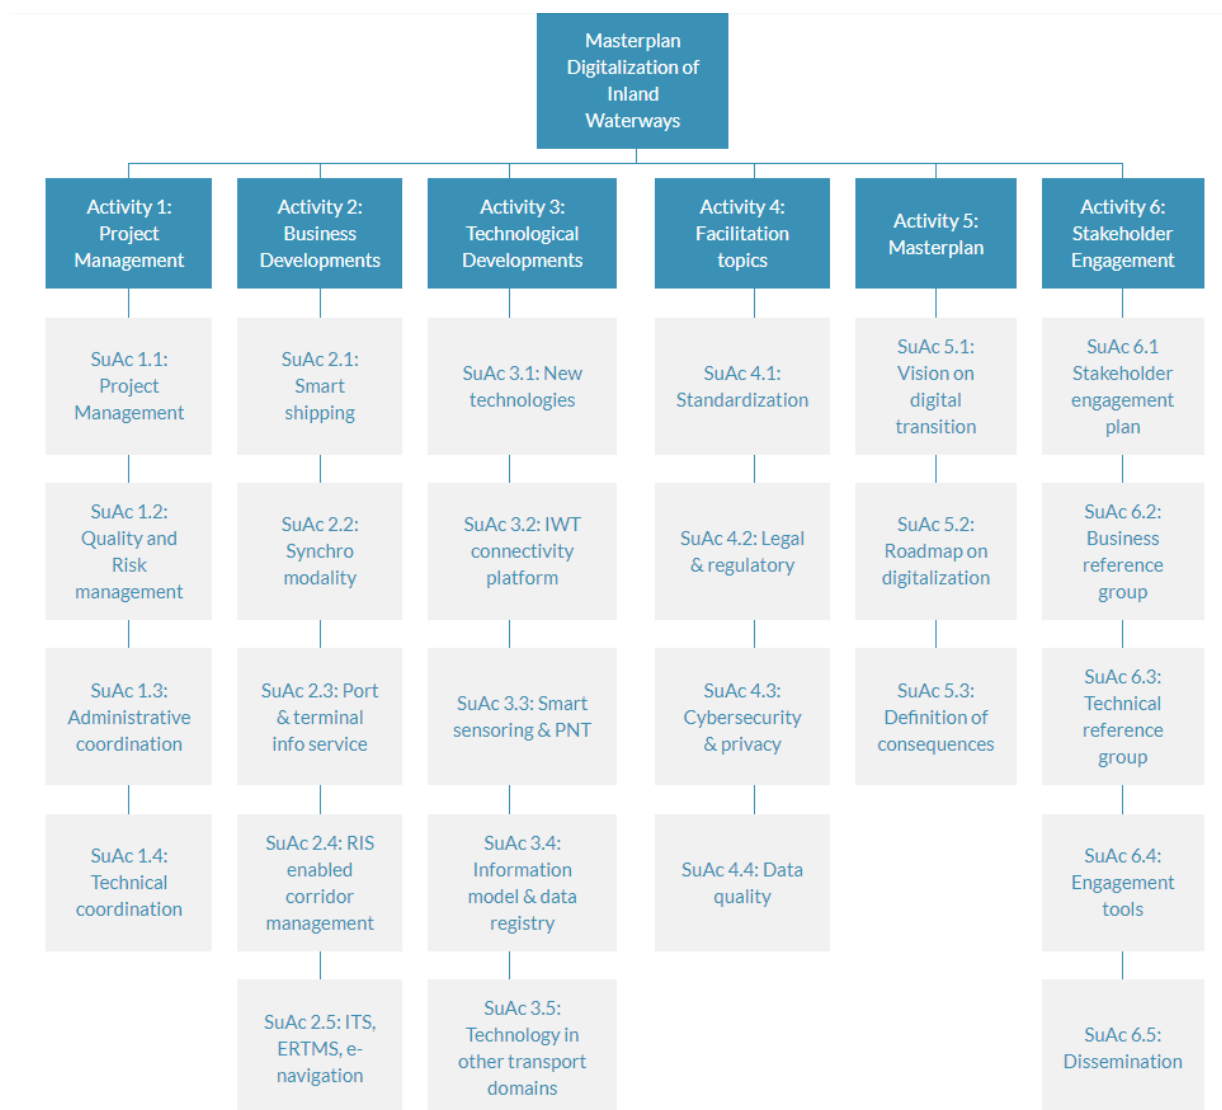 Masterplan
Digitalization of
Inland
Waterways
Activity 1:
Project
Management
Activity 2:
Business
Developments
Activity 3:
Technological
Developments
Activity 4:
Facilitation
topics
Activity 5:
Masterplan
Activity 6:
Stakeholder
Engagement
SuAc 1.1:
Project
Management
SuAc 2.1:
Smart
shipping
SuAc 3.1: New
technologies
SuAc 4.1:
Standardization
SuAc 5.1:
Vision on
digital
transition
SuAc 6.1
Stakeholder
engagement
plan
SuAc 1.2:
Quality and
Risk
management
SuAc 2.2:
Synchro
modality
SuAc 3.2: IWT
connectivity
platform
SuAc 4.2: Legal
& regulatory
SuAc 5.2:
Roadmap on
digitalization
SuAc 6.2:
Business
reference
group
SuAc 1.3:
Administrative
coordination
SuAc 2.3: Port
& terminal
info service
SuAc 3.3: Smart
sensoring & PNT
SuAc 4.3:
Cybersecurity
& privacy
SuAc 5.3:
Definition of
consequences
SuAc 6.3:
Technical
reference
group
SuAc 1.4:
Technical
coordination
SuAc 2.4: RIS
enabled
corridor
management
SuAc 3.4:
Information
model & data
registry
SuAc 4.4: Data
quality
SuAc 6.4:
Engagement
tools
SuAc 2.5: ITS,
ERTMS, e-
navigation
SuAc 3.5:
Technology in
other transport
domains
SuAc 6.5:
Dissemination